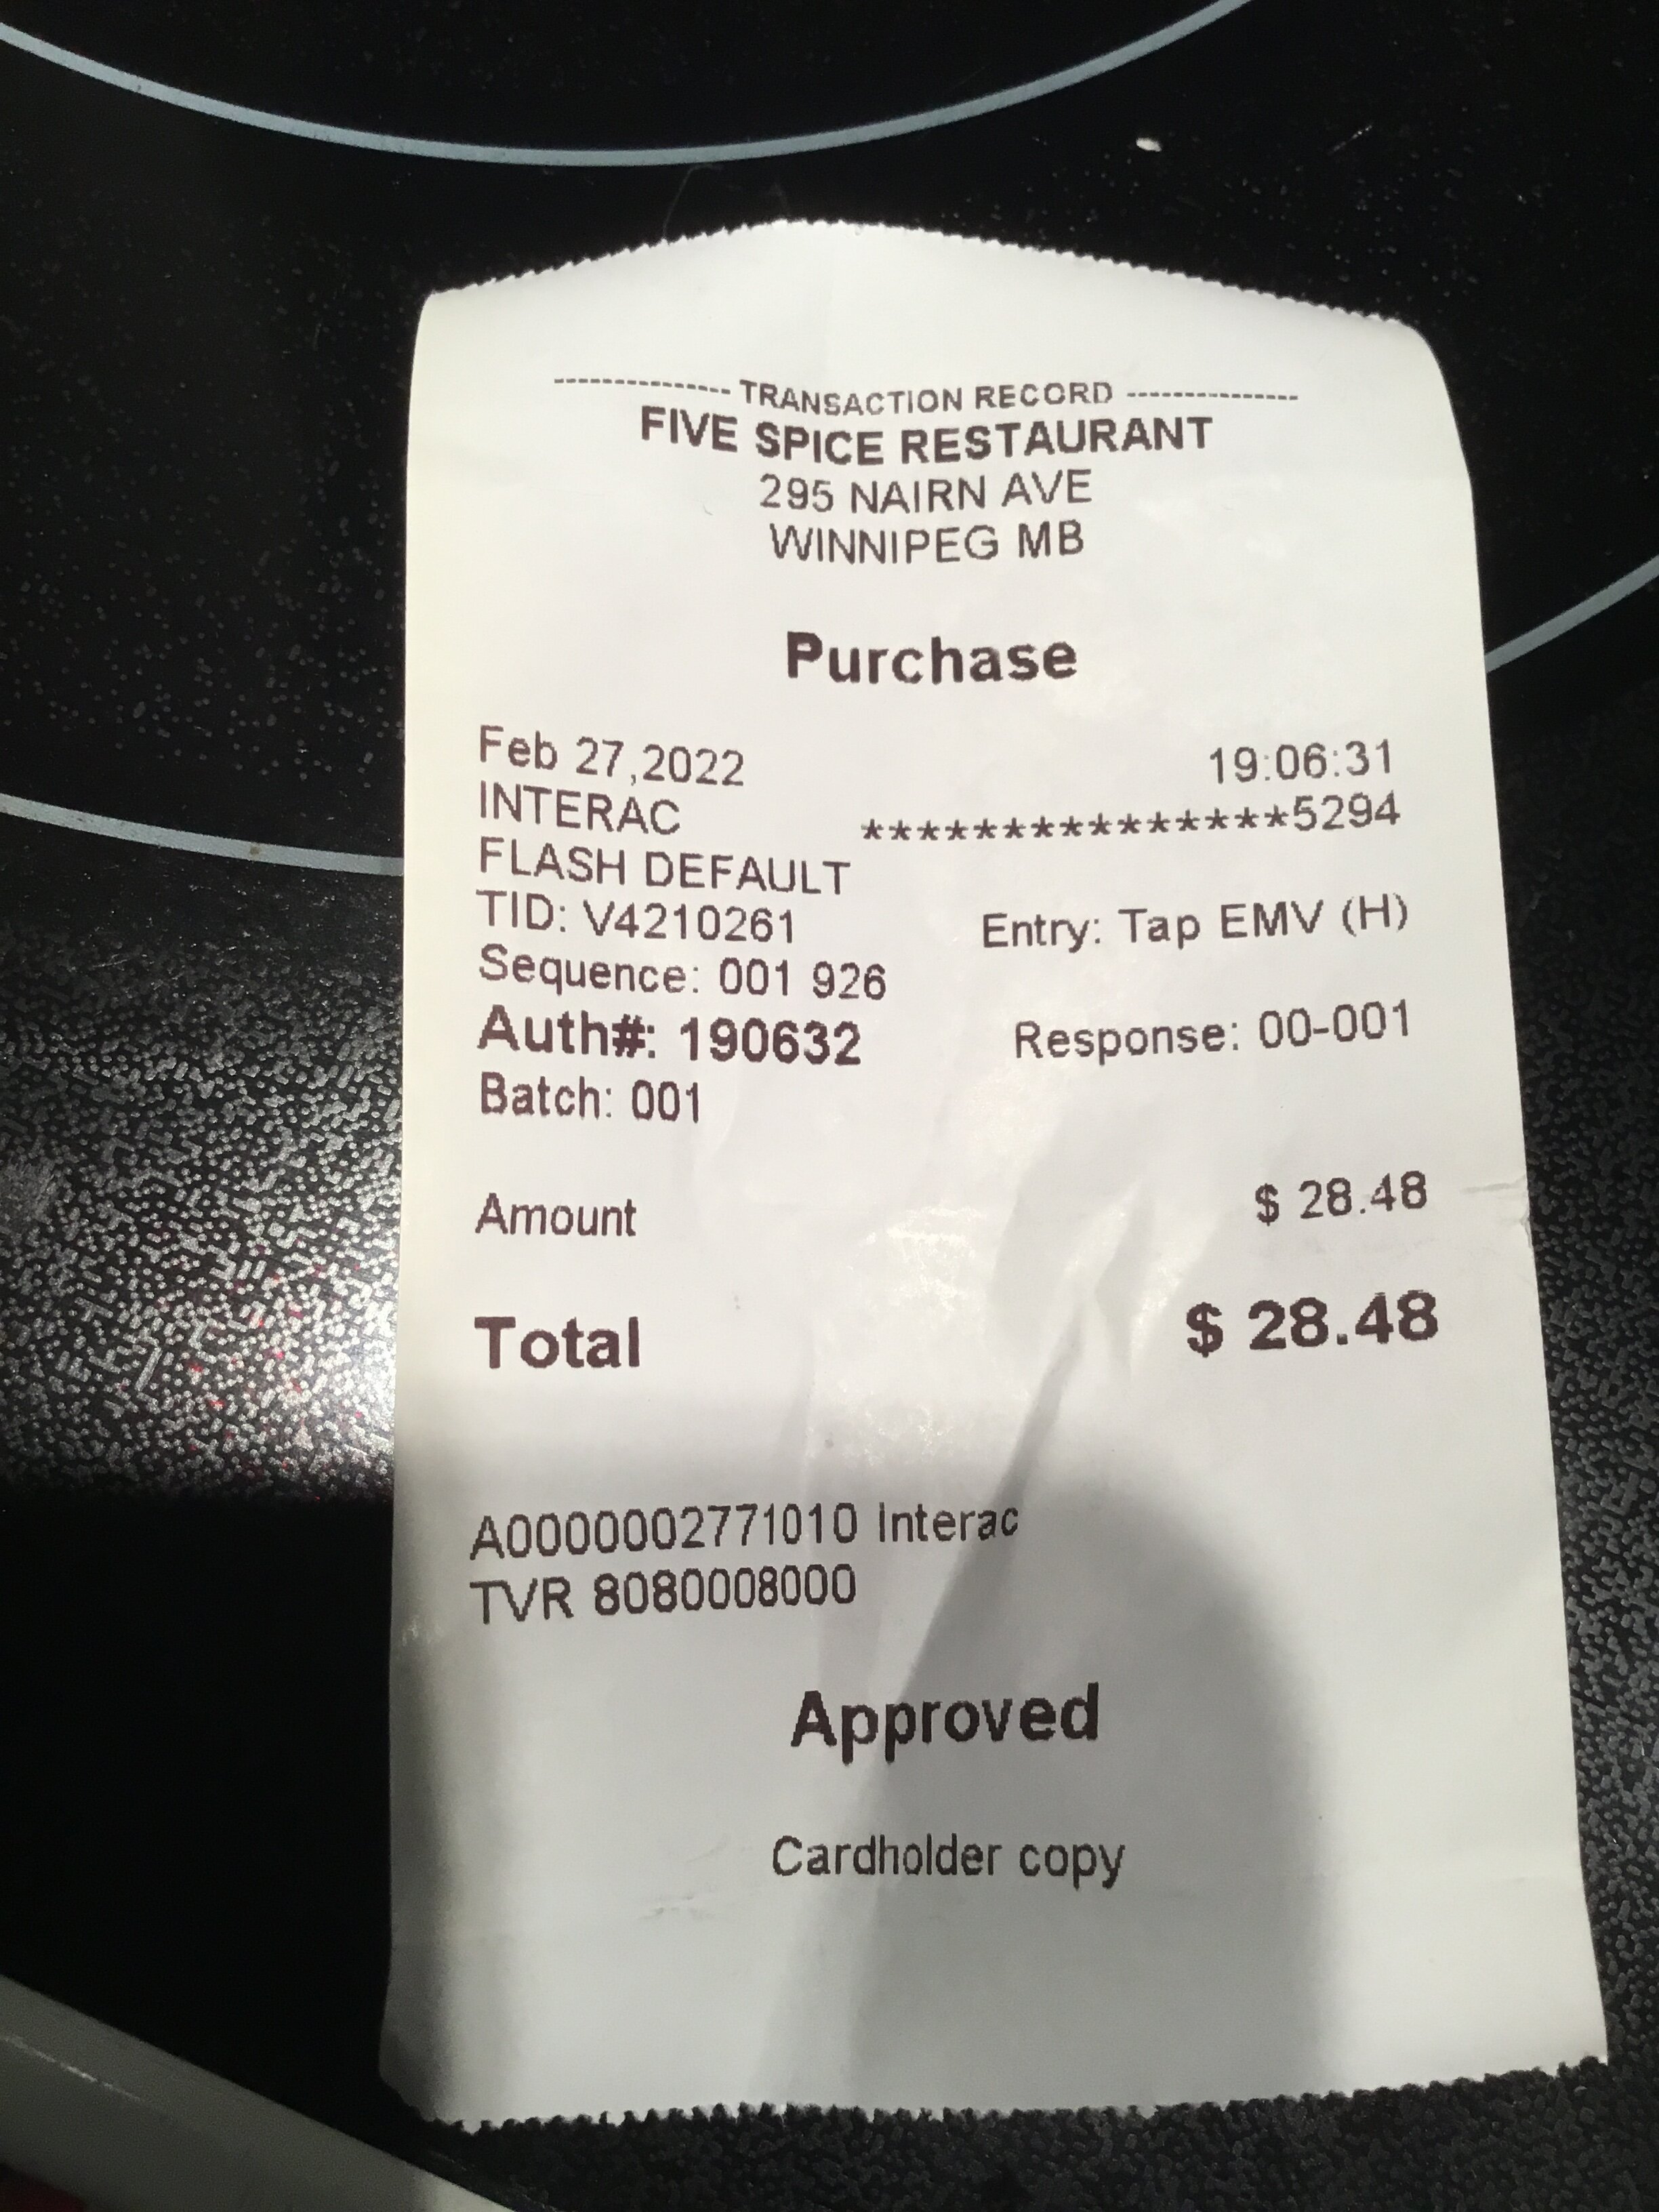 --------------- TRANSACTION RECORD ---------------
FIVE SPICE RESTAURANT
295 NAIRN AVE
WINNIPEG MB
Purchase
Feb 27,2022 19:06:31
INTERAC ***************5294
FLASH DEFAULT
TID: V4210261 Entry: Tap EMV (H)
Sequence: 001 926
Auth#: 190632 Response: 00-001
Batch: 001
Amount $ 28.48
Total $ 28.48
A0000002771010 Interac
TVR 8080008000
Approved
Cardholder copy